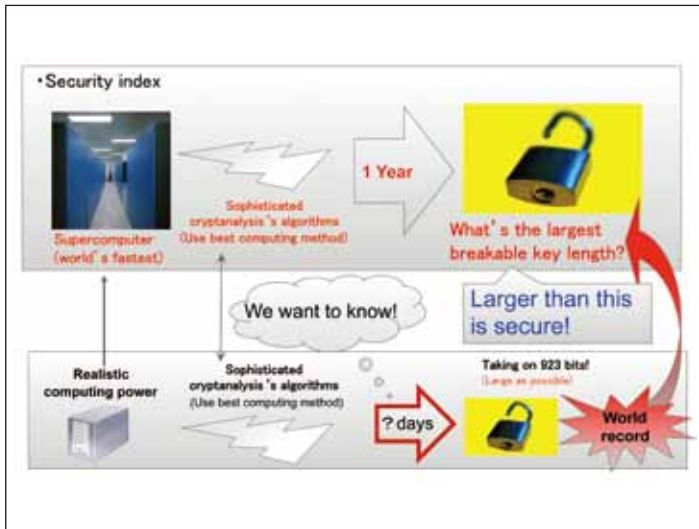 ・Security index
1 Year
Sophisticated
cryptanalysis's algorithms
(Use best computing method)
Supercomputer
(world's fastest)
What's the largest
breakable key length?
Larger than this
is secure!
We want to know!
Realistic
computing power
Sophisticated
cryptanalysis's algorithms
(Use best computing method)
? days
Taking on 923 bits!
(Large as possible)
World
record